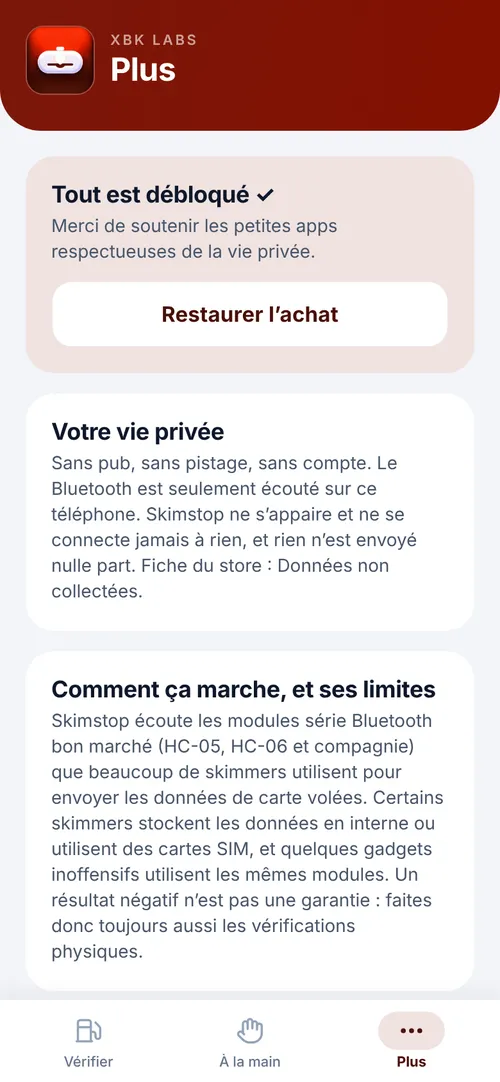 XBK LABS
Plus
Tout est débloqué ✓
Merci de soutenir les petites apps
respectueuses de la vie privée.
Restaurer l’achat
Votre vie privée
Sans pub, sans pistage, sans compte. Le
Bluetooth est seulement écouté sur ce
téléphone. Skimstop ne s’appaire et ne se
connecte jamais à rien, et rien n’est envoyé
nulle part. Fiche du store : Données non
collectées.
Comment ça marche, et ses limites
Skimstop écoute les modules série Bluetooth
bon marché (HC-05, HC-06 et compagnie)
que beaucoup de skimmers utilisent pour
envoyer les données de carte volées. Certains
skimmers stockent les données en interne ou
utilisent des cartes SIM, et quelques gadgets
inoffensifs utilisent les mêmes modules. Un
résultat négatif n’est pas une garantie : faites
donc toujours aussi les vérifications
physiques.
Vérifier
À la main
Plus